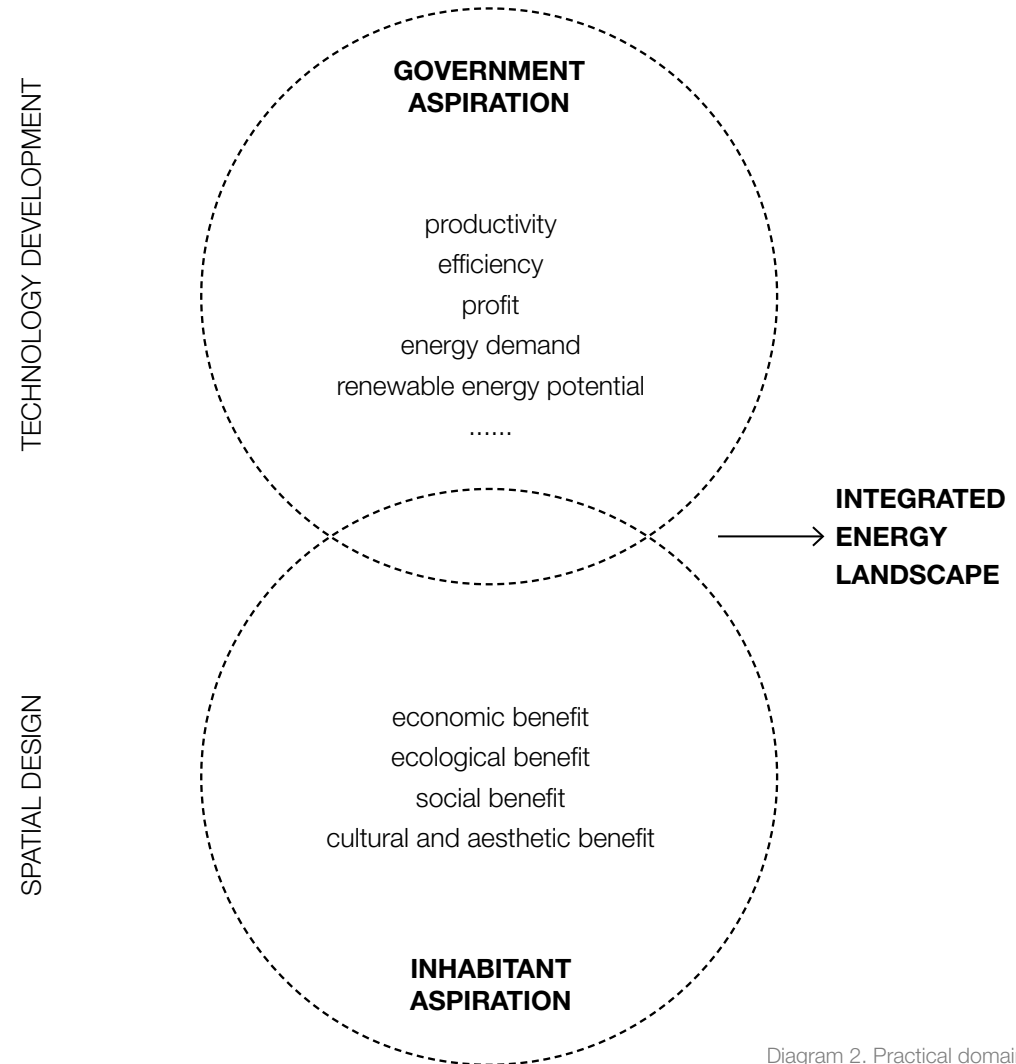 TECHNOLOGY DEVELOPMENT
GOVERNMENT
ASPIRATION
productivity
efficiency
profit
energy demand
renewable energy potential
......
INTEGRATED
ENERGY
LANDSCAPE
SPATIAL DESIGN
economic benefit
ecological benefit
social benefit
cultural and aesthetic benefit
INHABITANT
ASPIRATION
Diagram 2. Practical domai